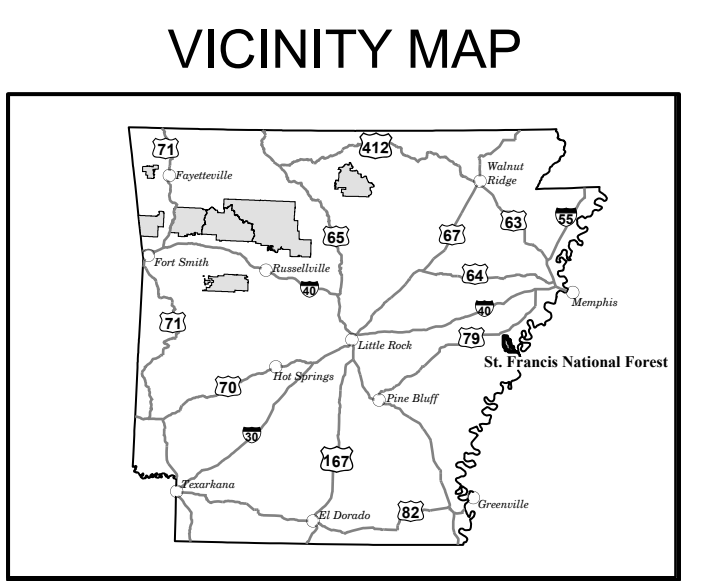 VICINITY MAP
71
412
Walnut
Ridge
Fayetteville
63
55
65
67
Fort Smith
Russellville
64
40
Memphis
40
71
79
Little Rock
St. Francis National Forest
Hot Springs
70
Pine Bluff
30
167
Texarkana
Greenville
82
El Dorado